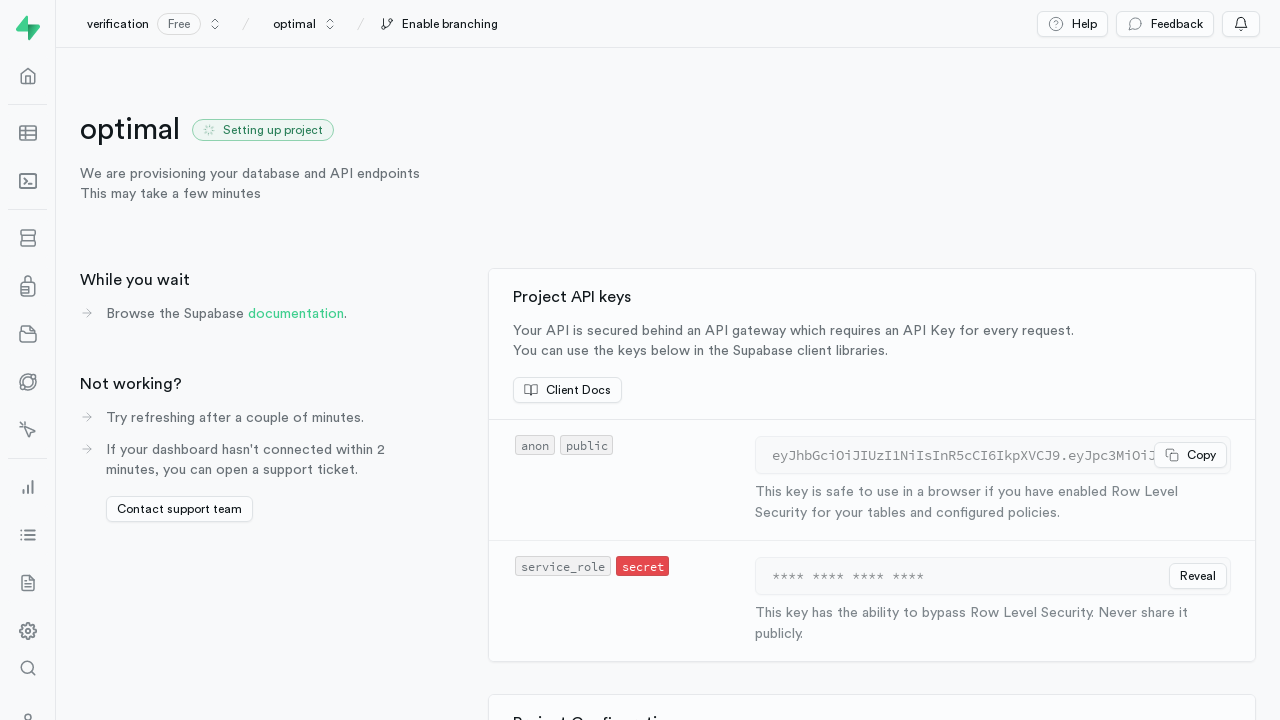 verification Free
optimal
Enable branching
Help
Feedback
optimal
Setting up project
We are provisioning your database and API endpoints
This may take a few minutes
While you wait
Browse the Supabase documentation.
Not working?
Try refreshing after a couple of minutes.
If your dashboard hasn't connected within 2
minutes, you can open a support ticket.
Contact support team
Project API keys
Your API is secured behind an API gateway which requires an API Key for every request.
You can use the keys below in the Supabase client libraries.
Client Docs
anon public
eyJhbGciOiJIUzI1NiIsInR5cCI6IkpXVCJ9.eyJpc3MiOiJ
Copy
This key is safe to use in a browser if you have enabled Row Level
Security for your tables and configured policies.
service_role secret
**** **** **** ****
Reveal
This key has the ability to bypass Row Level Security. Never share it
publicly.